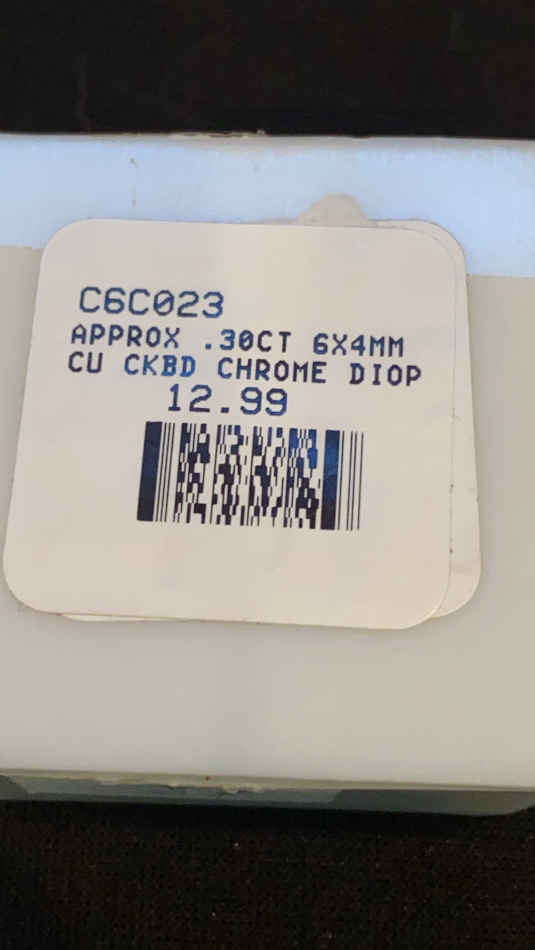 C6C023
APPROX .30CT 6X4MM
CU CKBD CHROME DIOP
12.99